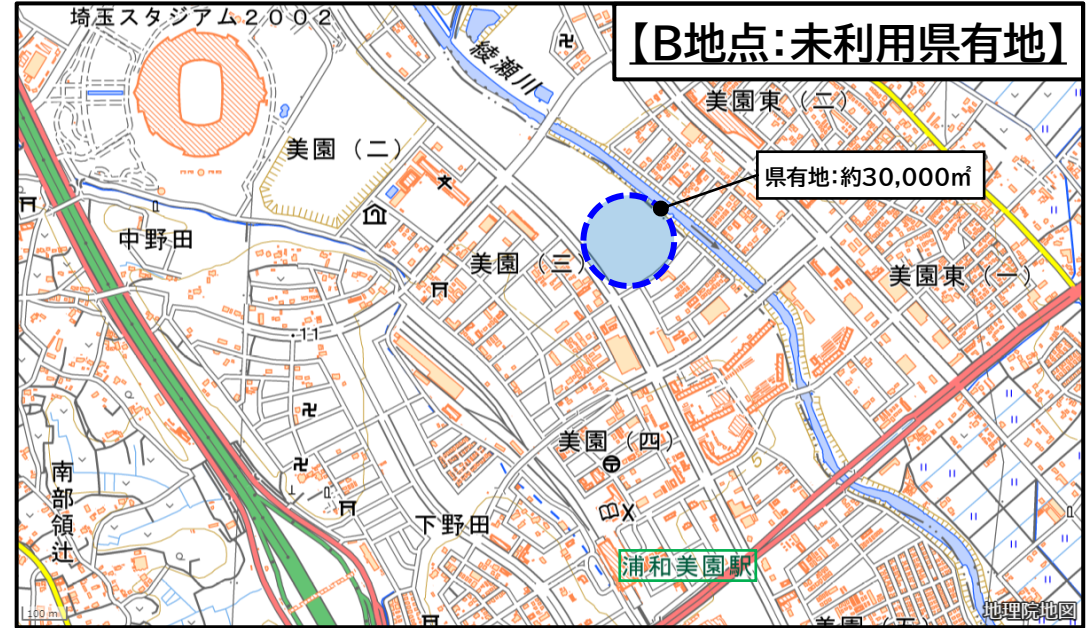 埼玉スタジアム2002
【B地点:未利用県有地】
綾瀬川
美園東(二)
美園(二)
県有地:約30,000㎡
中野田
美園(三)
美園東(一)
・11
美園(四)
南部領辻
下野田
浦和美園駅
100 m
地理院地図